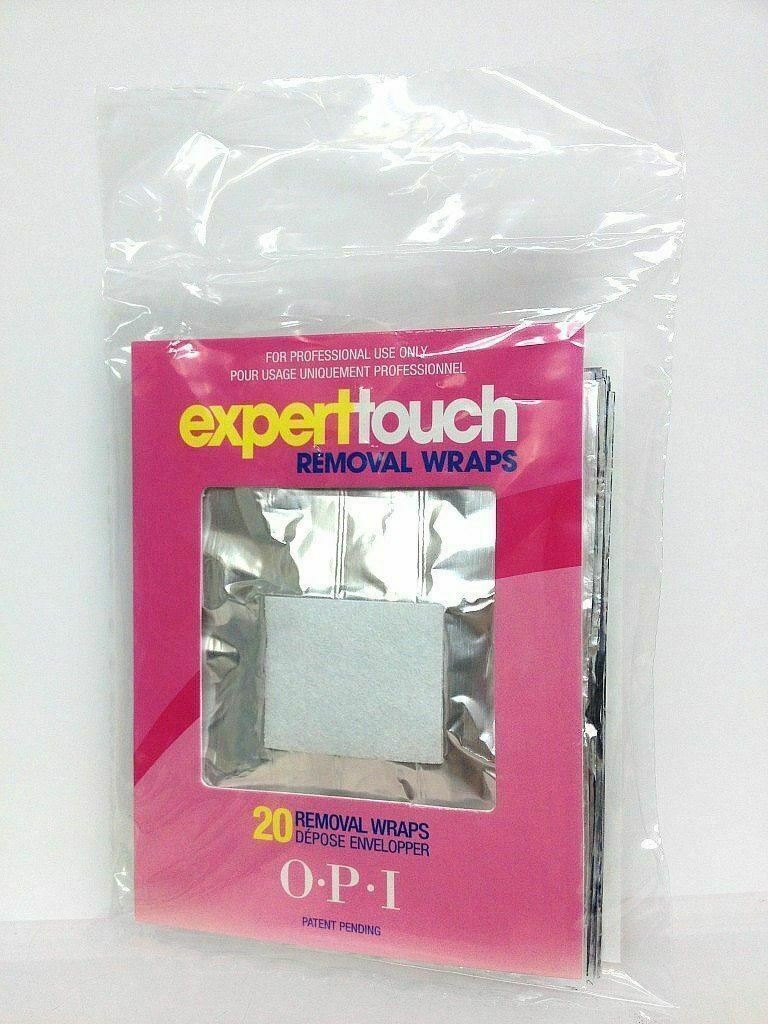 FOR PROFESSIONAL USE ONLY
POUR USAGE UNIQUEMENT PROFESSIONNEL
experttouch
REMOVAL WRAPS
20 REMOVAL WRAPS
DÉPOSE ENVELOPPER
O·P·I
PATENT PENDING